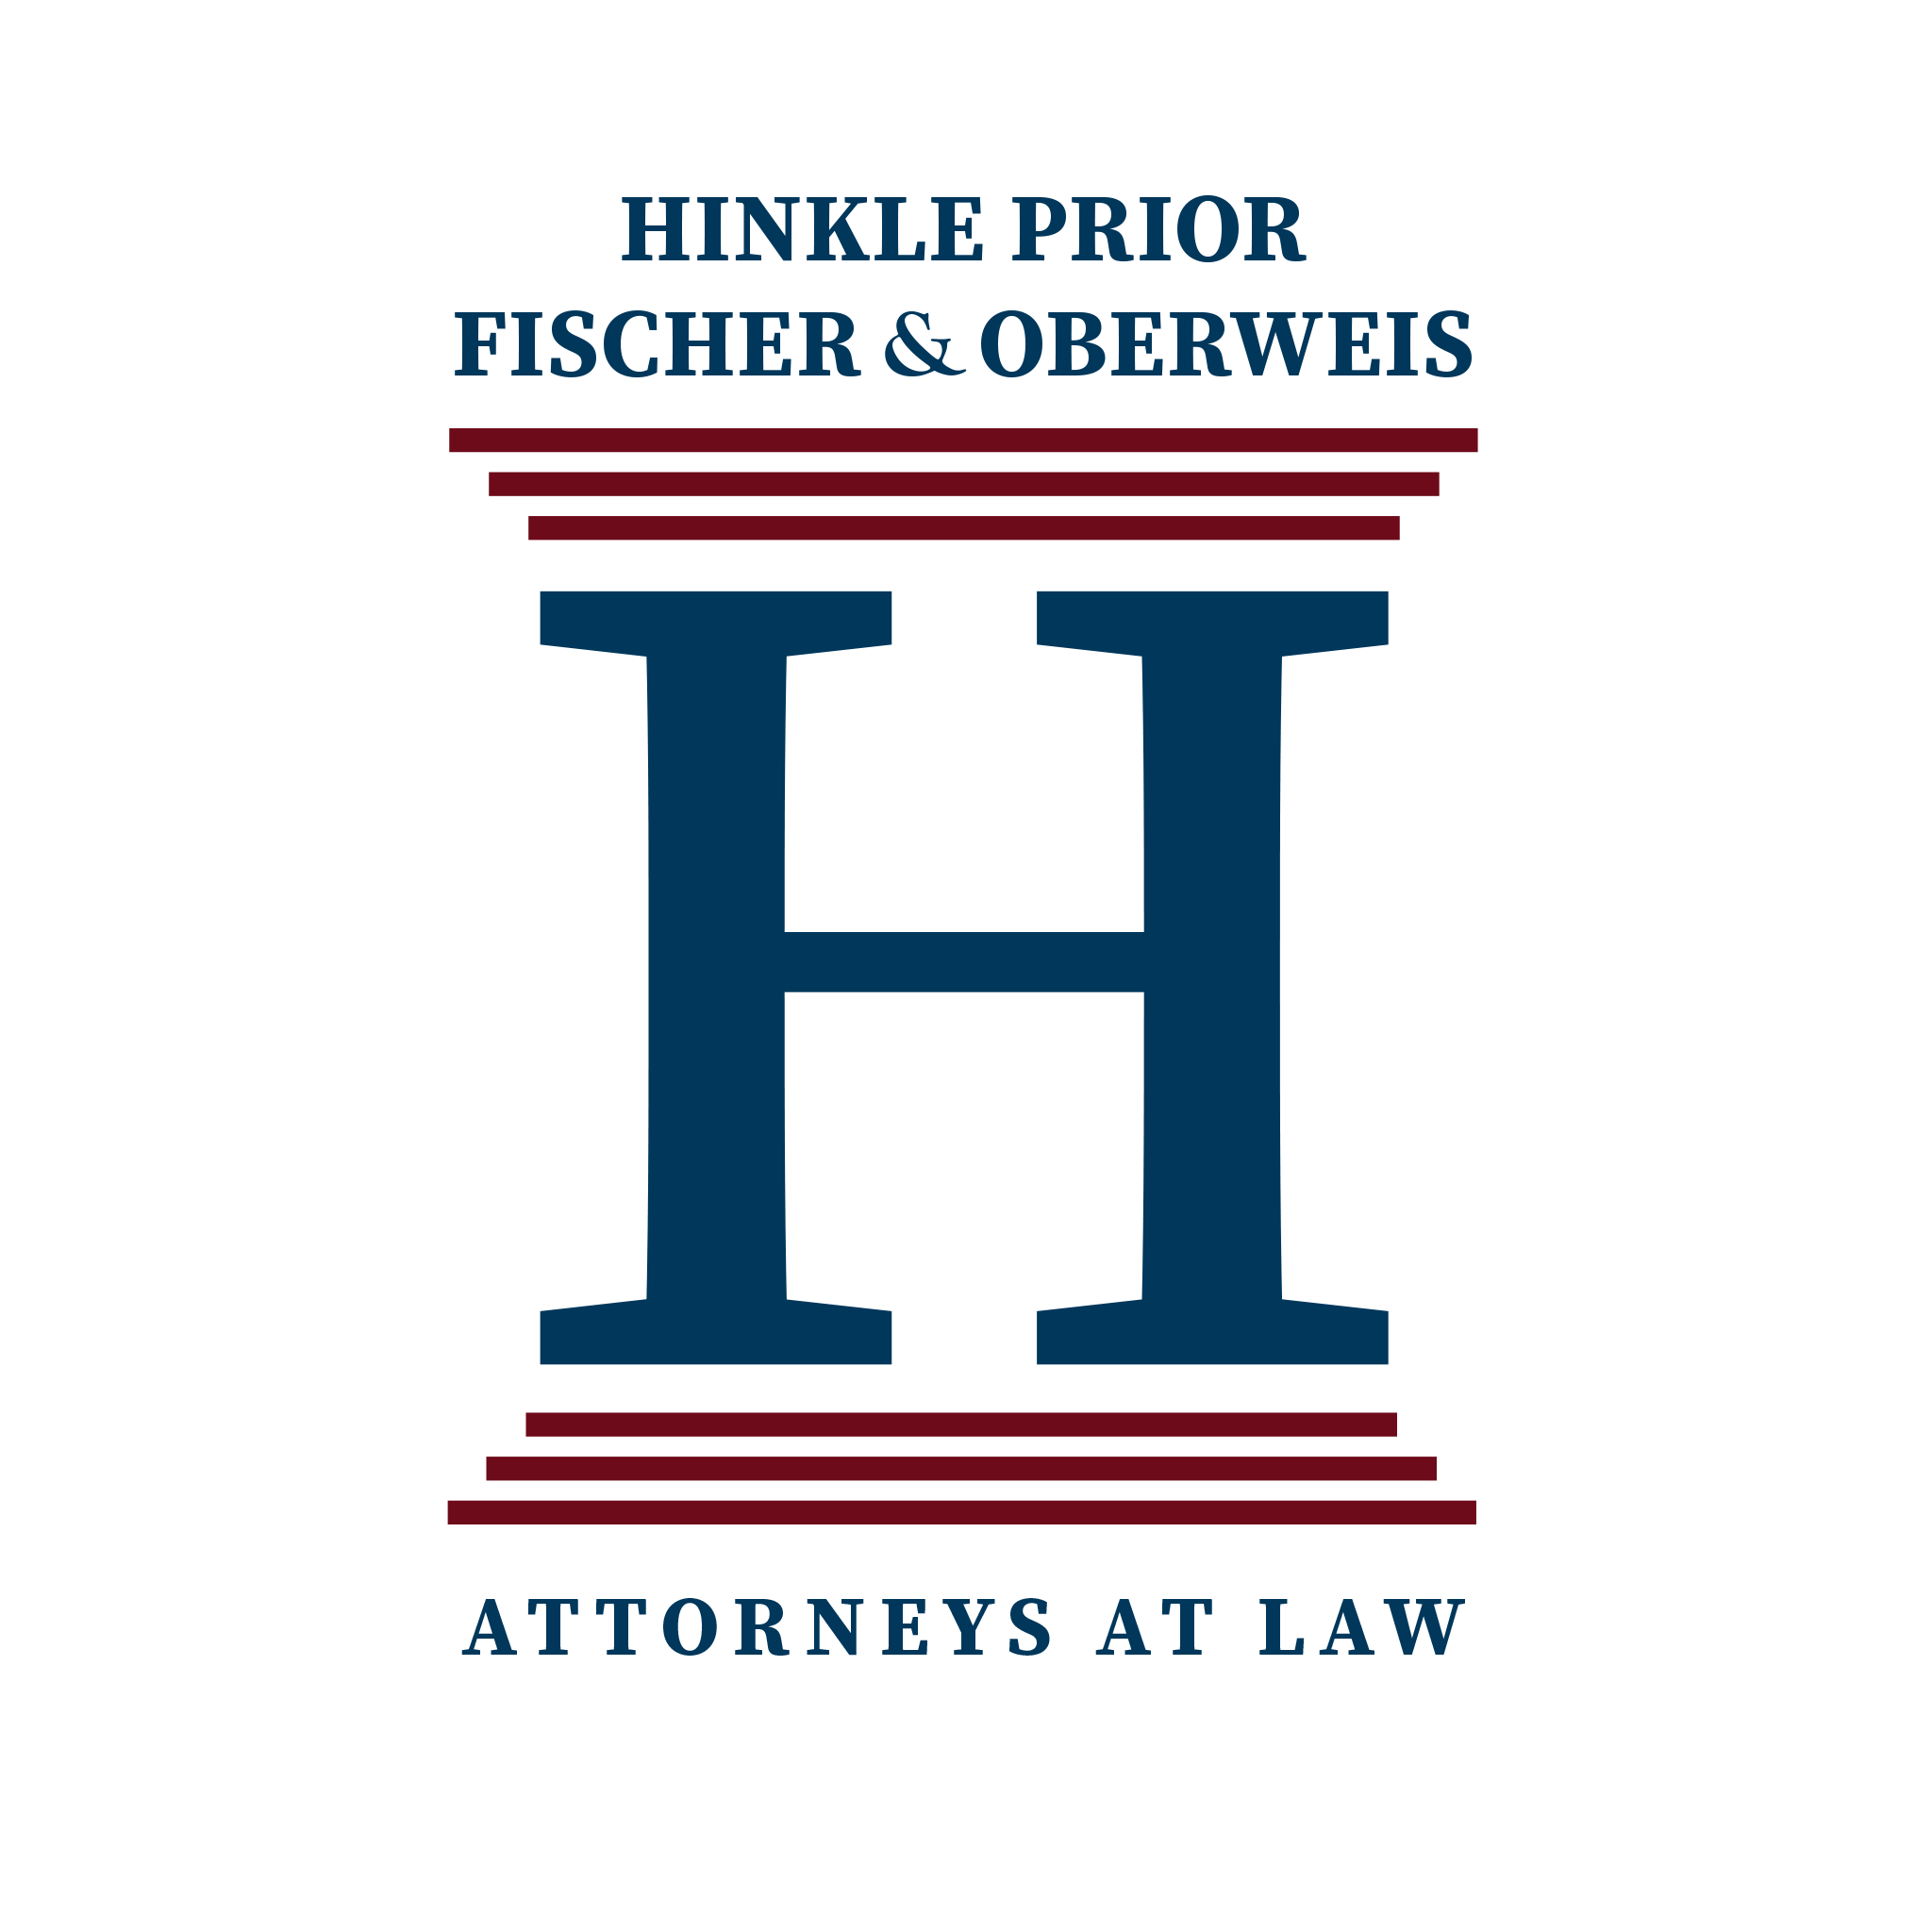 HINKLE PRIOR
FISCHER & OBERWEIS
H
ATTORNEYS AT LAW